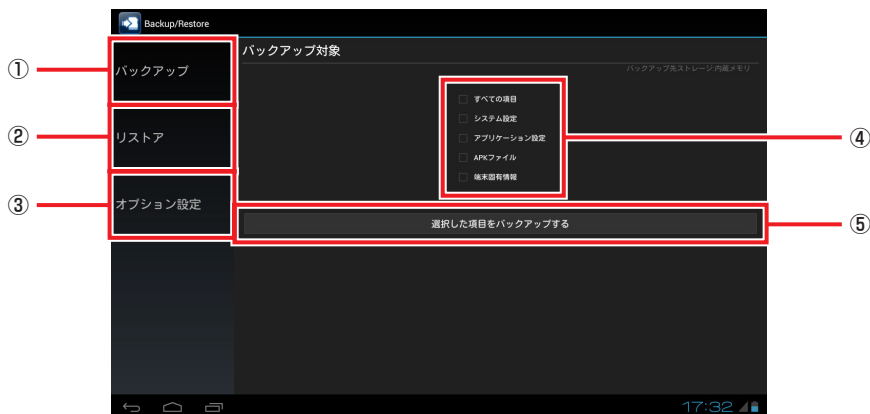 Backup/Restore
① バックアップ
② リストア
③ オプション設定
バックアップ対象
バックアップ先ストレージ:内蔵メモリ
すべての項目
システム設定
アプリケーション設定
APKファイル
端末固有情報
④
選択した項目をバックアップする
⑤
17:32